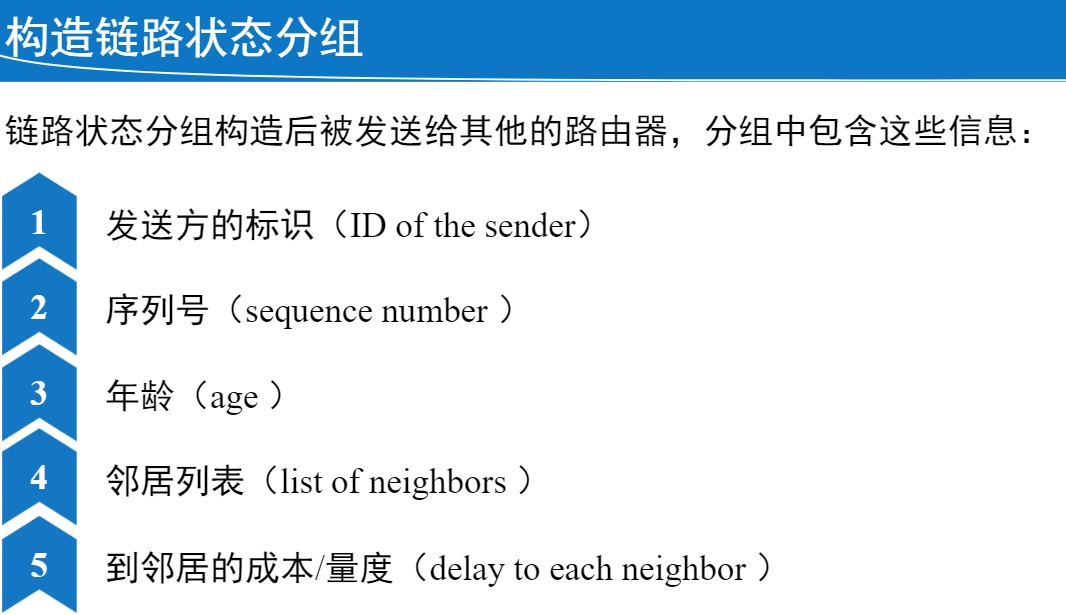 构造链路状态分组
链路状态分组构造后被发送给其他的路由器，分组中包含这些信息：
1 发送方的标识（ID of the sender）
2 序列号（sequence number ）
3 年龄（age ）
4 邻居列表（list of neighbors ）
5 到邻居的成本/量度（delay to each neighbor ）